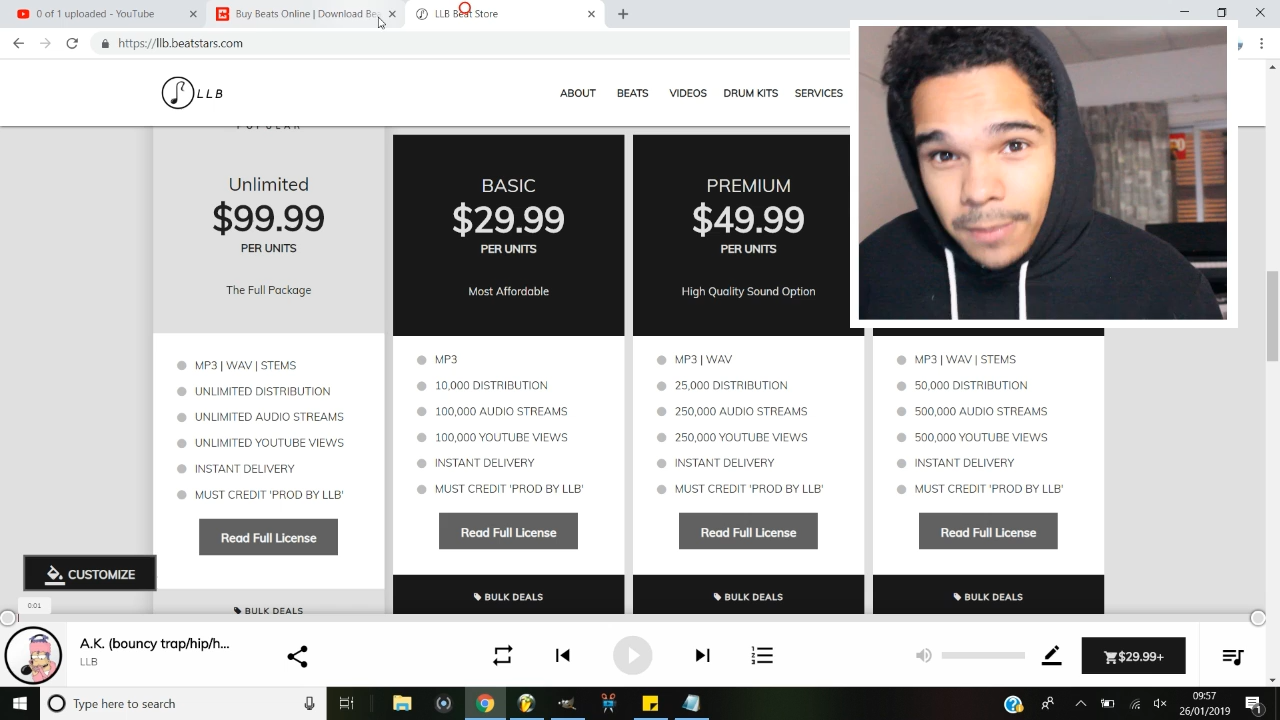 0 of 1 uploaded - YouTube
Buy Beats Online | Download Be
LLB Beat Store
https://llb.beatstars.com
LLB
ABOUT
BEATS
VIDEOS
DRUM KITS
SERVICES
POPULAR
Unlimited
$99.99
PER UNITS
The Full Package
MP3 | WAV | STEMS
UNLIMITED DISTRIBUTION
UNLIMITED AUDIO STREAMS
UNLIMITED YOUTUBE VIEWS
INSTANT DELIVERY
MUST CREDIT 'PROD BY LLB'
Read Full License
BULK DEALS
BASIC
$29.99
PER UNITS
Most Affordable
MP3
10,000 DISTRIBUTION
100,000 AUDIO STREAMS
100,000 YOUTUBE VIEWS
INSTANT DELIVERY
MUST CREDIT 'PROD BY LLB'
Read Full License
BULK DEALS
PREMIUM
$49.99
PER UNITS
High Quality Sound Option
MP3 | WAV
25,000 DISTRIBUTION
250,000 AUDIO STREAMS
250,000 YOUTUBE VIEWS
INSTANT DELIVERY
MUST CREDIT 'PROD BY LLB'
Read Full License
BULK DEALS
MP3 | WAV | STEMS
50,000 DISTRIBUTION
500,000 AUDIO STREAMS
500,000 YOUTUBE VIEWS
INSTANT DELIVERY
MUST CREDIT 'PROD BY LLB'
Read Full License
BULK DEALS
CUSTOMIZE
0:01
A.K. (bouncy trap/hip/h...
LLB
$29.99+
Type here to search
09:57
26/01/2019